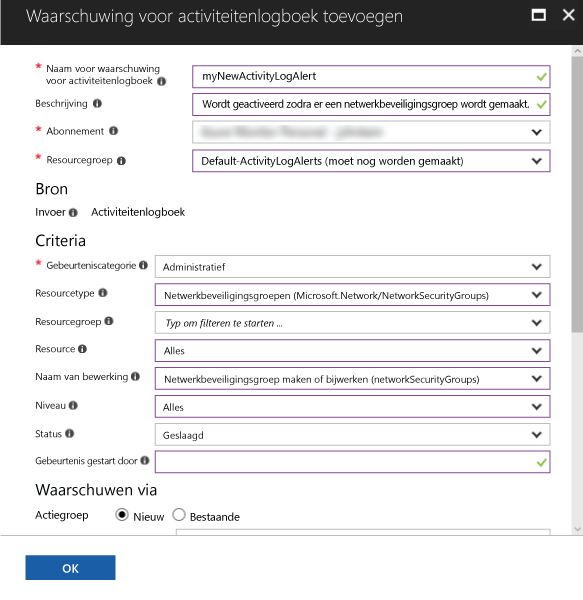 Waarschuwing voor activiteitenlogboek toevoegen
* Naam voor waarschuwing voor activiteitenlogboek myNewActivityLogAlert
Beschrijving Wordt geactiveerd zodra er een netwerkbeveiligingsgroep wordt gemaakt.
* Abonnement
* Resourcegroep Default-ActivityLogAlerts (moet nog worden gemaakt)
Bron
Invoer Activiteitenlogboek
Criteria
* Gebeurteniscategorie Administratief
Resourcetype Netwerkbeveiligingsgroepen (Microsoft.Network/NetworkSecurityGroups)
Resourcegroep Typ om filteren te starten ...
Resource Alles
Naam van bewerking Netwerkbeveiligingsgroep maken of bijwerken (networkSecurityGroups)
Niveau Alles
Status Geslaagd
Gebeurtenis gestart door
Waarschuwen via
Actiegroep Nieuw Bestaande
OK